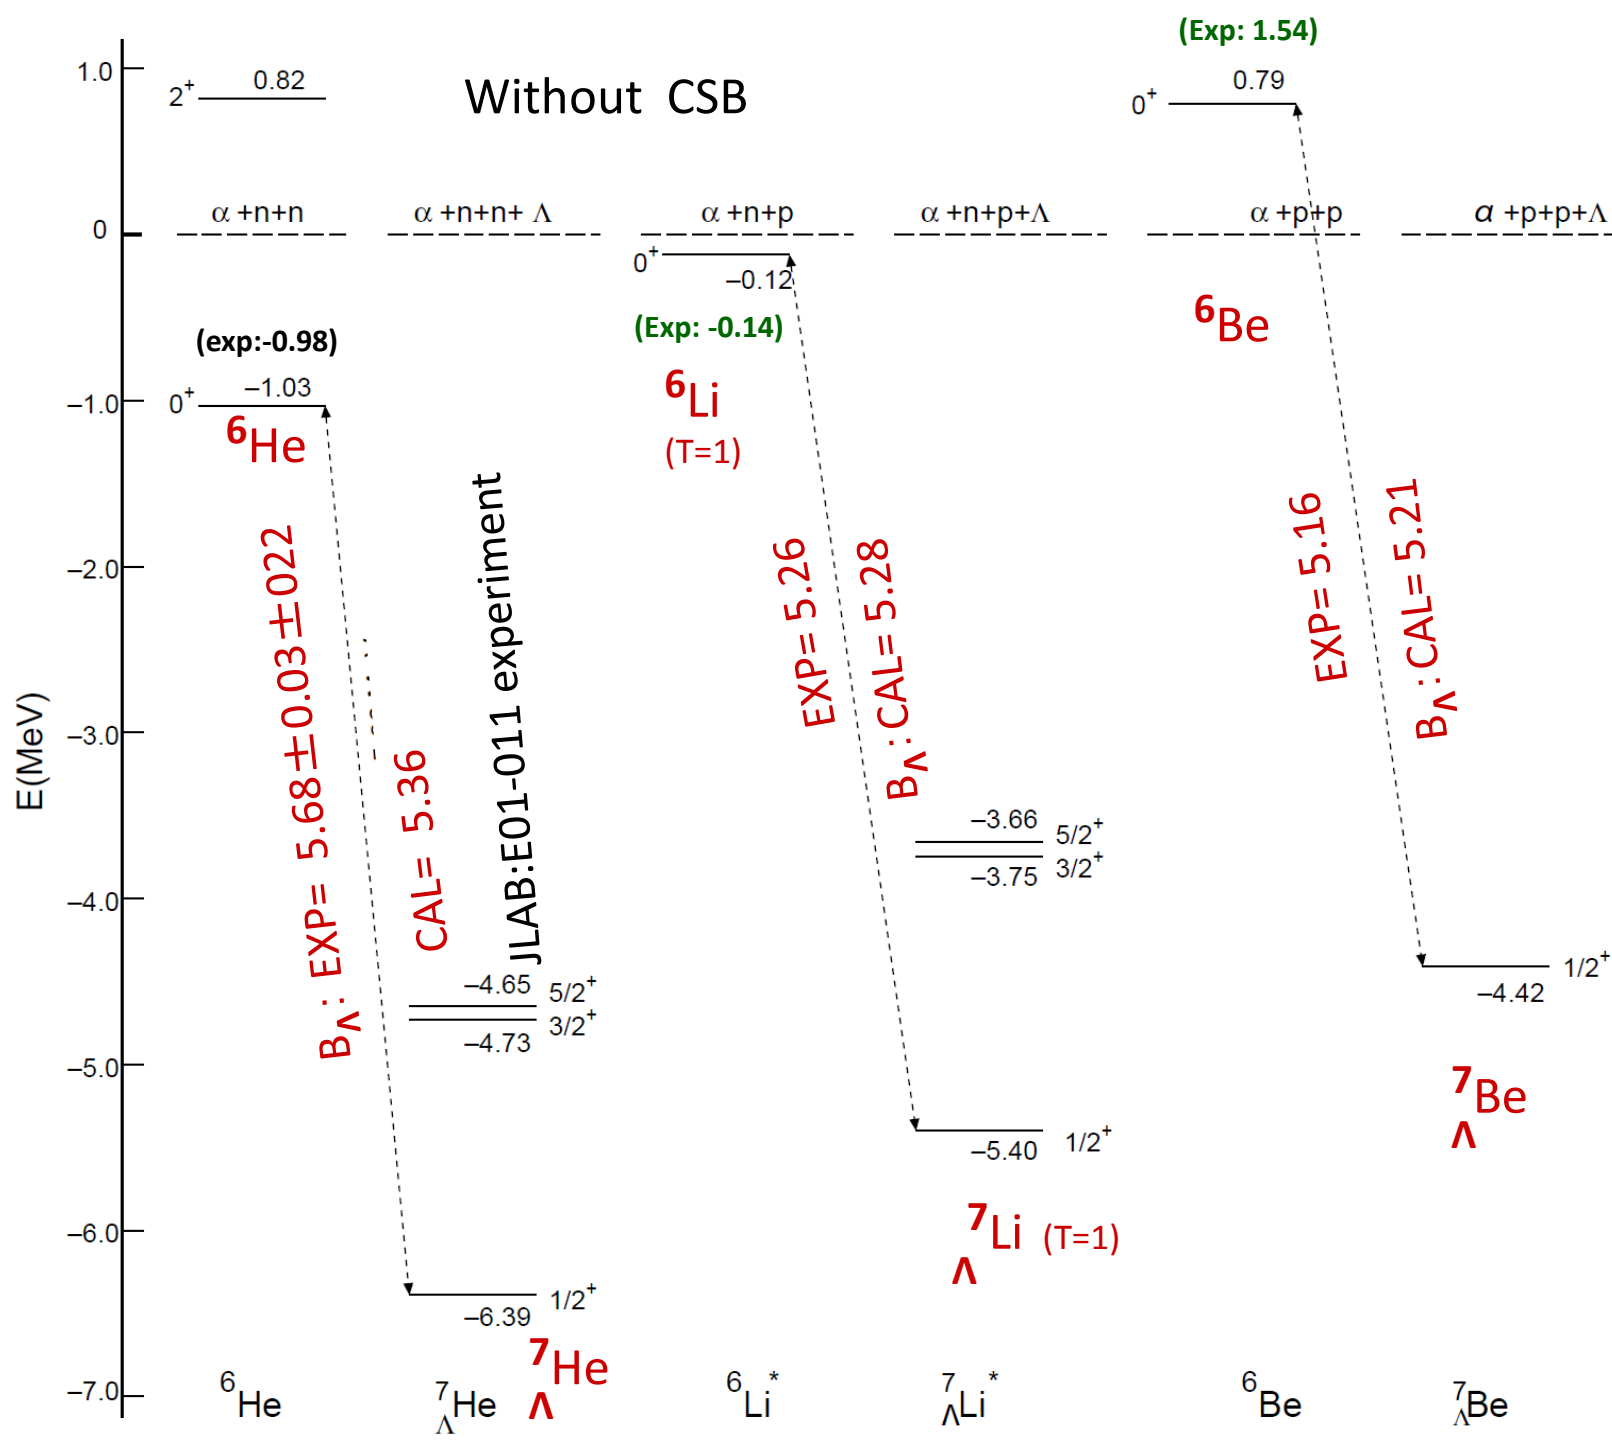 (Exp: 1.54)
1.0
2+
0.82
Without CSB
0+
0.79
0
α +n+n
α +n+n+ Λ
α +n+p
α +n+p+Λ
α +p+p
α +p+p+Λ
0+
–0.12
(exp:-0.98)
(Exp: -0.14)
6Be
–1.0
0+
–1.03
6He
6Li
(T=1)
–2.0
–3.0
–4.0
–5.0
–6.0
–7.0
E(MeV)
BΛ : EXP= 5.68±0.03±022
CAL= 5.36
JLAB:E01-011 experiment
EXP= 5.26
BΛ : CAL= 5.28
EXP= 5.16
BΛ : CAL= 5.21
–3.66
5/2+
–3.75
3/2+
–4.65
5/2+
–4.73
3/2+
1/2+
–4.42
7ΛBe
–5.40
1/2+
7ΛLi (T=1)
1/2+
–6.39
7ΛHe
6He
7ΛHe
6Li*
7ΛLi*
6Be
7ΛBe